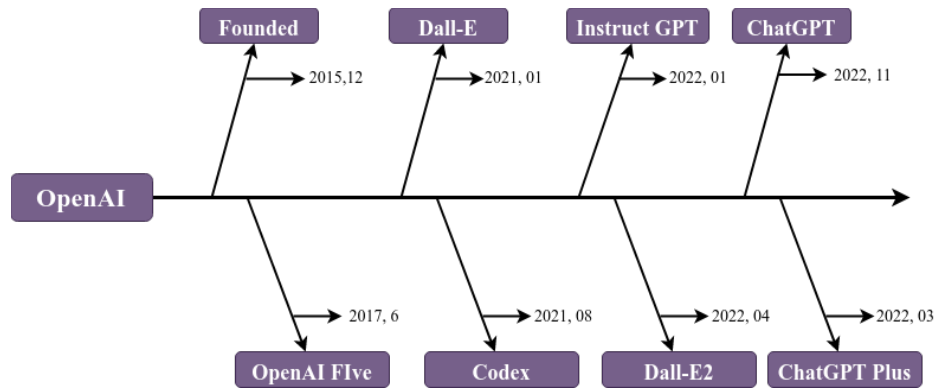 Founded
Dall-E
Instruct GPT
ChatGPT
2015,12
2021, 01
2022, 01
2022, 11
OpenAI
2017, 6
2021, 08
2022, 04
2022, 03
OpenAI FIve
Codex
Dall-E2
ChatGPT Plus